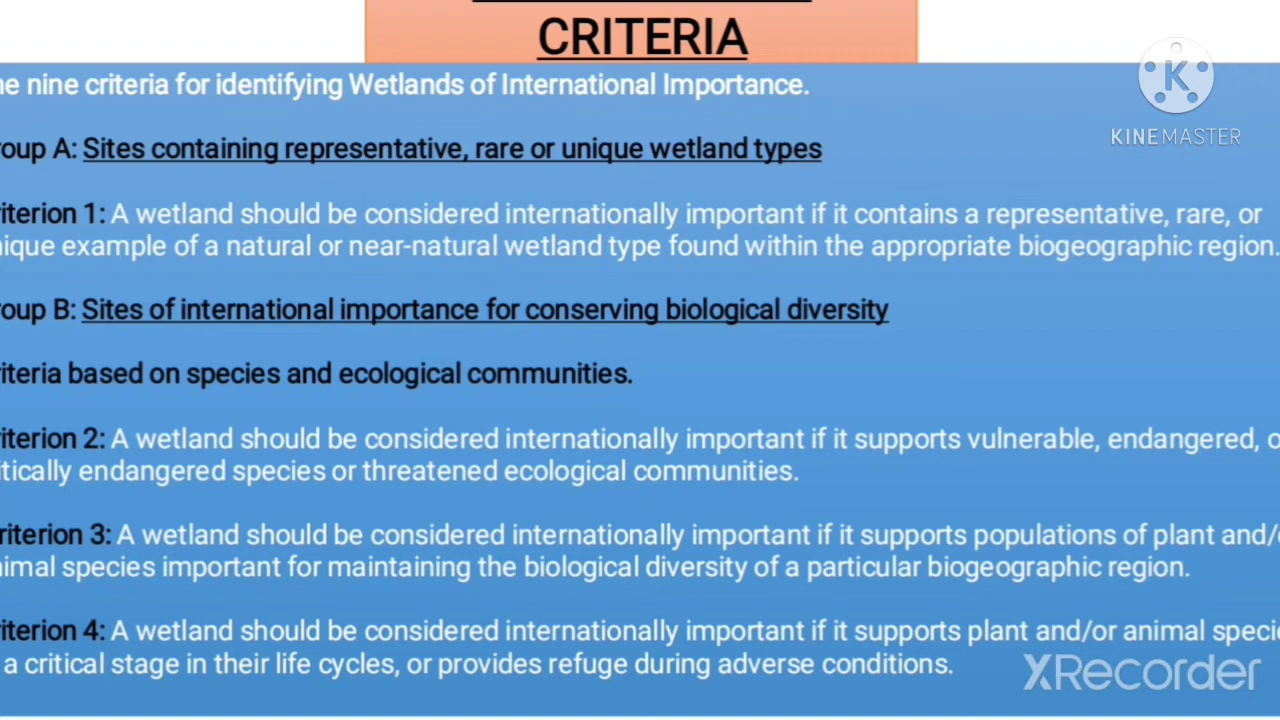 CRITERIA
K
KINEMASTER
he nine criteria for identifying Wetlands of International Importance.
oup A: Sites containing representative, rare or unique wetland types
iterion 1: A wetland should be considered internationally important if it contains a representative, rare, or
ique example of a natural or near-natural wetland type found within the appropriate biogeographic region.
oup B: Sites of international importance for conserving biological diversity
iteria based on species and ecological communities.
iterion 2: A wetland should be considered internationally important if it supports vulnerable, endangered, o
itically endangered species or threatened ecological communities.
riterion 3: A wetland should be considered internationally important if it supports populations of plant and/
nimal species important for maintaining the biological diversity of a particular biogeographic region.
iterion 4: A wetland should be considered internationally important if it supports plant and/or animal speci
a critical stage in their life cycles, or provides refuge during adverse conditions.
XRecorder